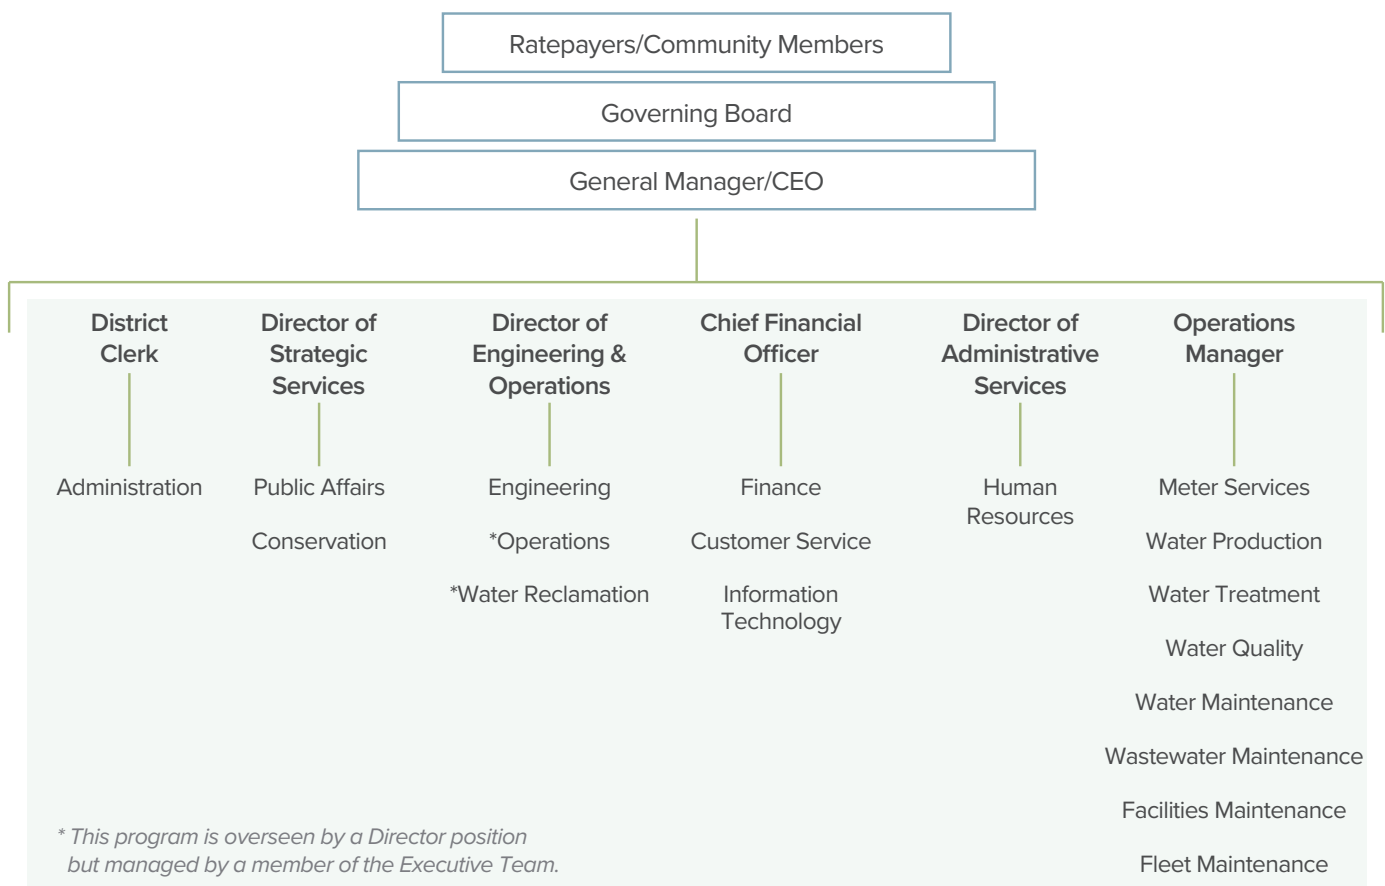 Ratepayers/Community Members
Governing Board
General Manager/CEO
District
Clerk
Administration
Director of
Strategic
Services
Public Affairs
Conservation
Director of
Engineering &
Operations
Engineering
*Operations
*Water Reclamation
Chief Financial
Officer
Finance
Customer Service
Information
Technology
Director of
Administrative
Services
Human
Resources
Operations
Manager
Meter Services
Water Production
Water Treatment
Water Quality
Water Maintenance
Wastewater Maintenance
Facilities Maintenance
Fleet Maintenance
* This program is overseen by a Director position
but managed by a member of the Executive Team.